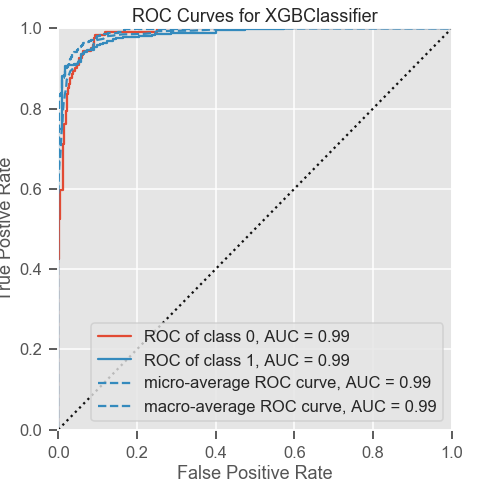 ROC Curves for XGBClassifier
1.0
0.8
0.6
0.4
0.2
0.0
True Postive Rate
ROC of class 0, AUC = 0.99
ROC of class 1, AUC = 0.99
micro-average ROC curve, AUC = 0.99
macro-average ROC curve, AUC = 0.99
0.0 0.2 0.4 0.6 0.8 1.0
False Positive Rate